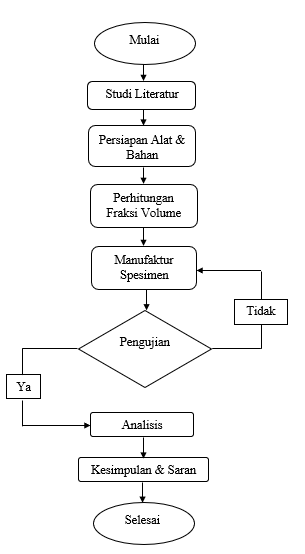 Mulai
Studi Literatur
Persiapan Alat &
Bahan
Perhitungan
Fraksi Volume
Manufaktur
Spesimen
Tidak
Pengujian
Ya
Analisis
Kesimpulan & Saran
Selesai